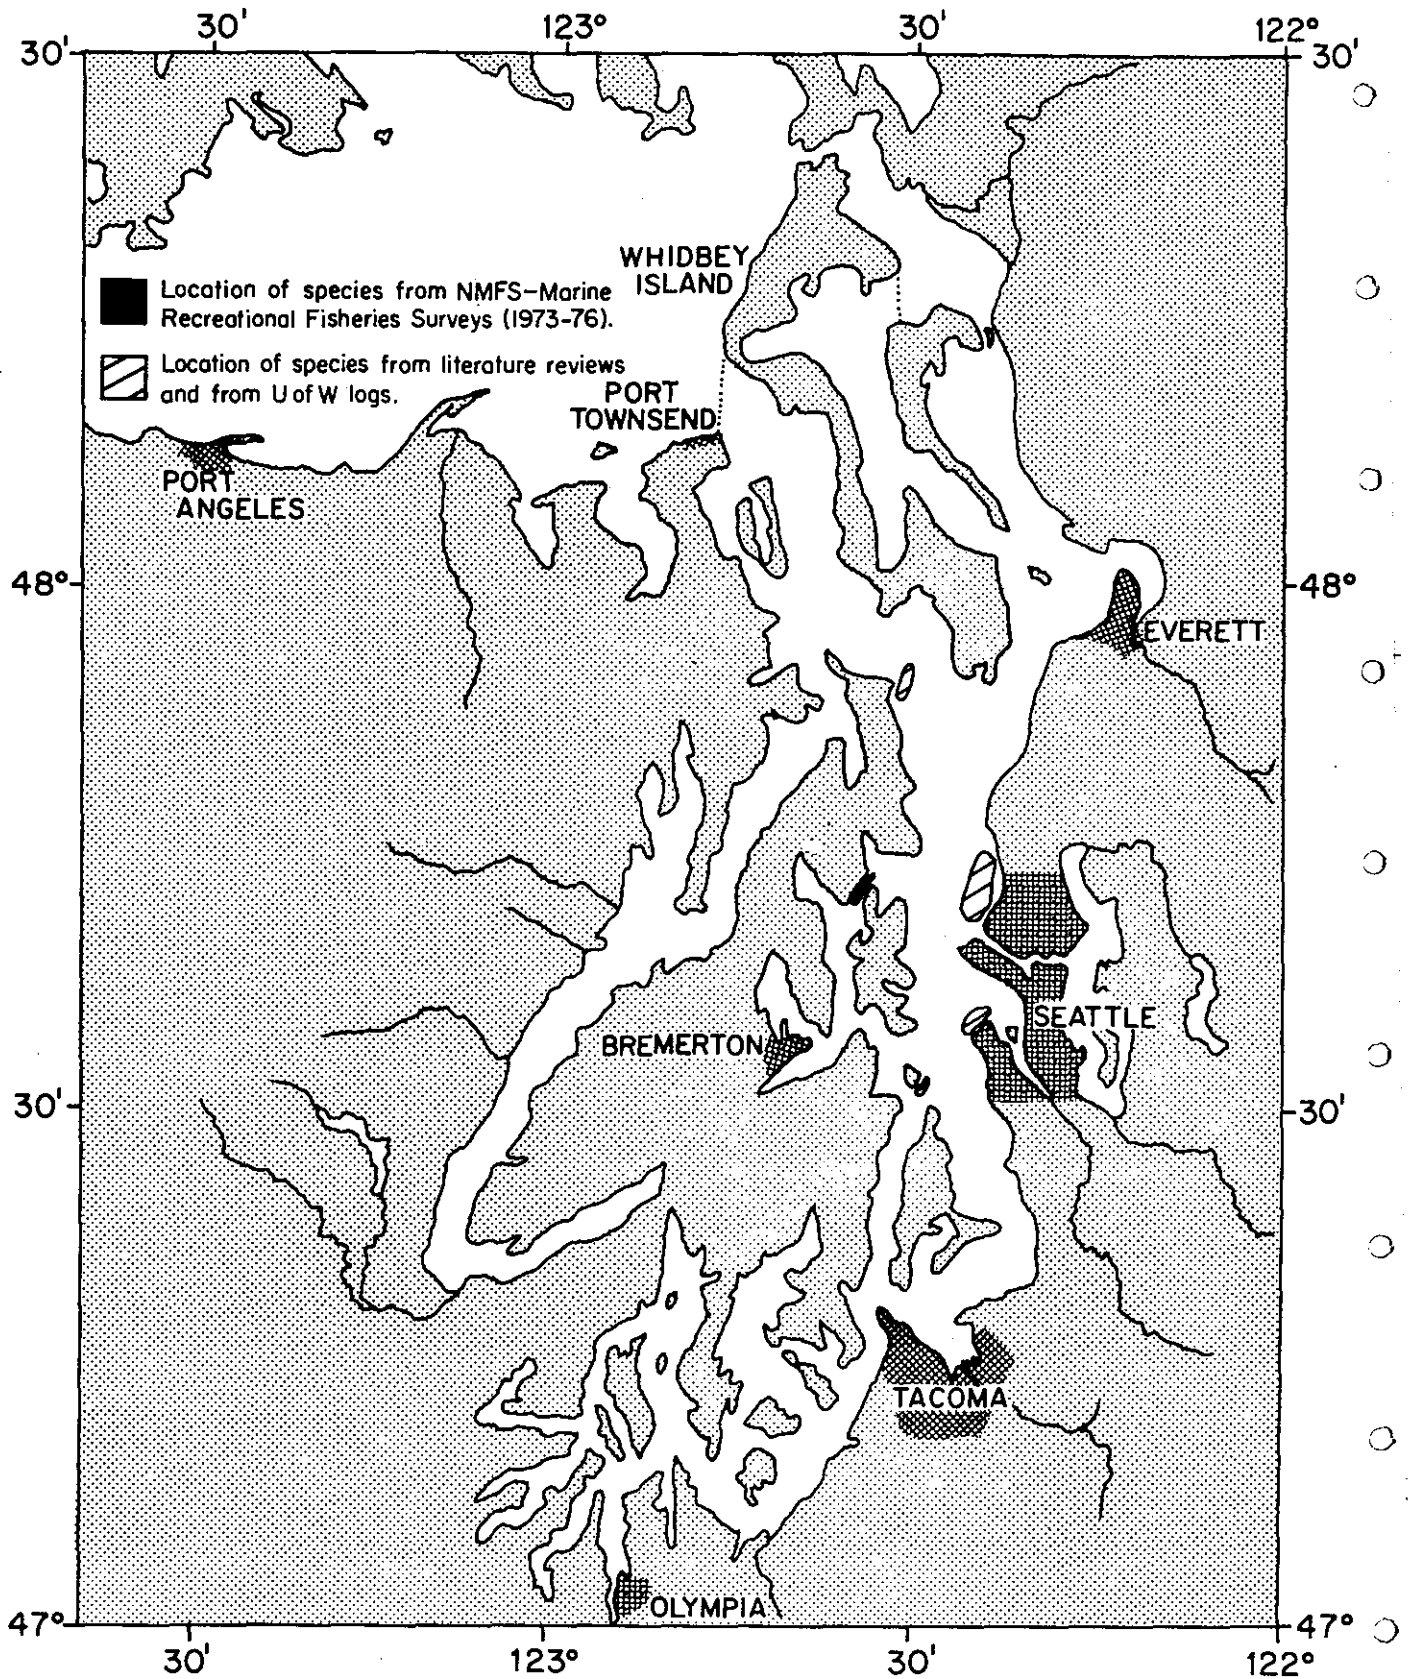 30' 123° 30' 122°
30' 30'
WHIDBEY
ISLAND
Location of species from NMFS-Marine
Recreational Fisheries Surveys (1973-76).
Location of species from literature reviews
and from U of W logs.
PORT
TOWNSEND
PORT
ANGELES
48° 48°
EVERETT
SEATTLE
BREMERTON
30' 30'
TACOMA
OLYMPIA
47° 47°
30' 123° 30' 122°